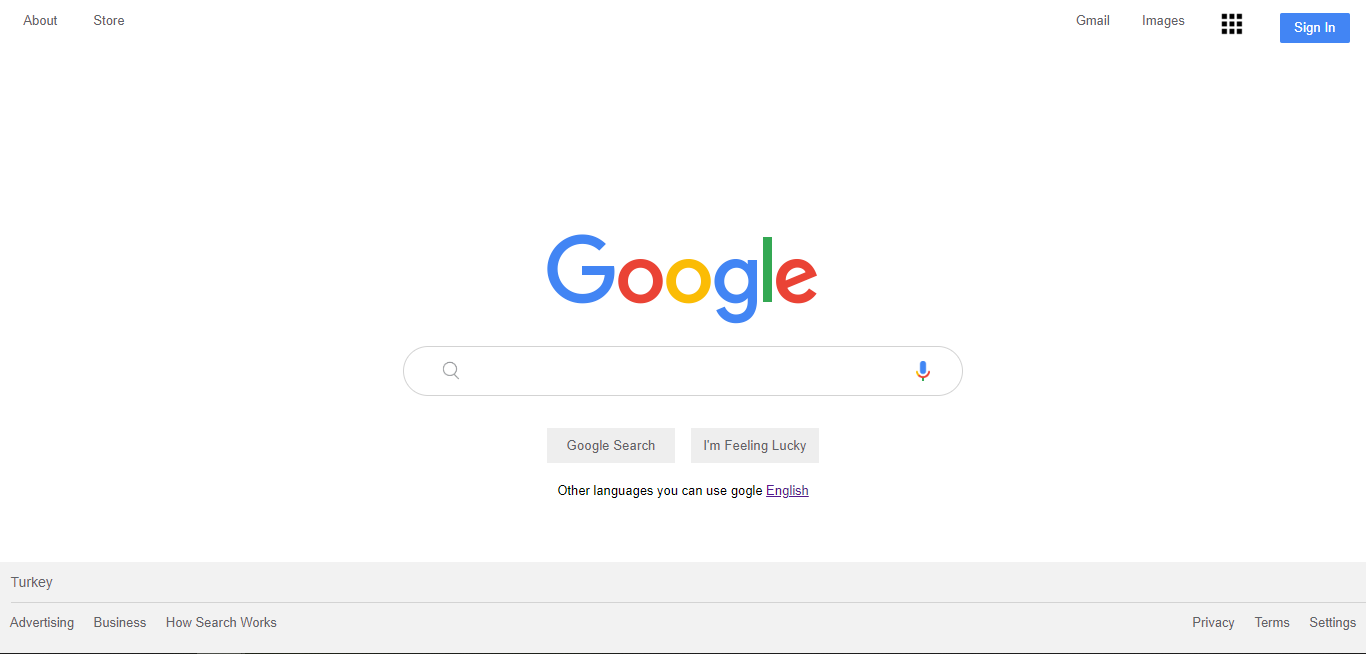 About Store Gmail Images Sign In
Google
Google Search I'm Feeling Lucky
Other languages you can use gogle English
Turkey
Advertising Business How Search Works Privacy Terms Settings